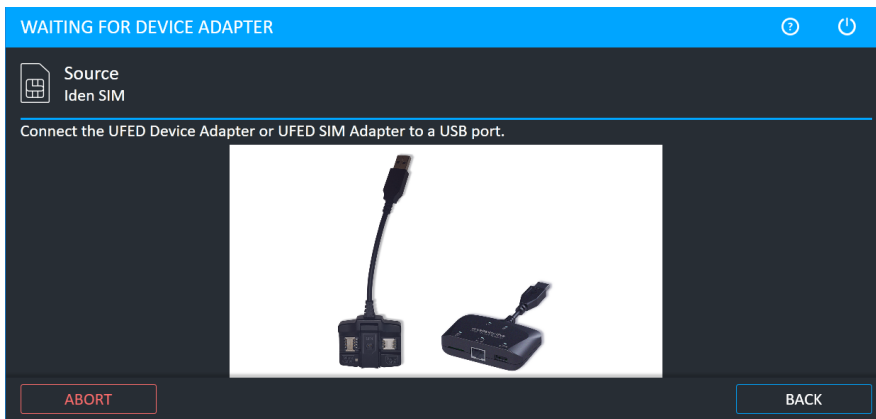 WAITING FOR DEVICE ADAPTER
Source
Iden SIM
Connect the UFED Device Adapter or UFED SIM Adapter to a USB port.
ABORT
BACK